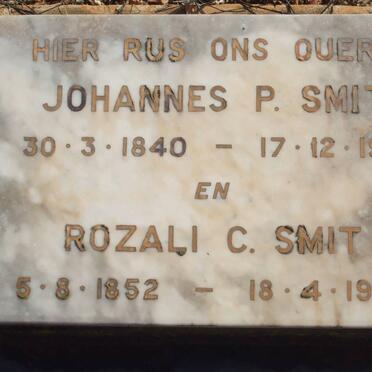 HIER RUS ONS OUER
JOHANNES P. SMIT
30·3·1840 – 17·12·1
EN
ROZALI C. SMIT
5·8·1852 – 18·4·19